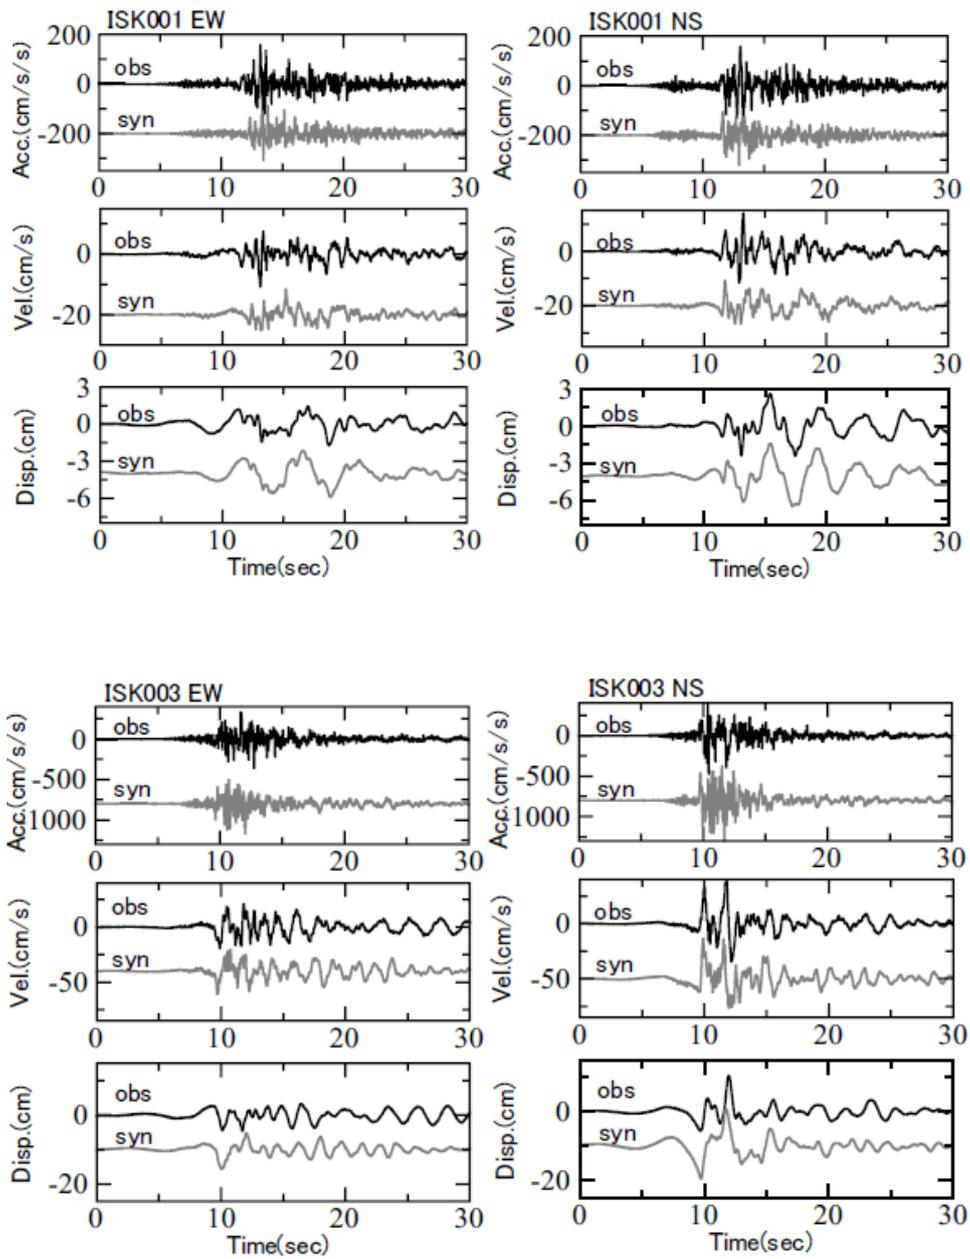 ISK001 EW
Acc.(cm/s/s)
200
0
-200
obs
syn
0 10 20 30
Vel.(cm/s)
0
-20
obs
syn
0 10 20 30
Disp.(cm)
3
0
-3
-6
obs
syn
0 10 20 30
Time(sec)
ISK001 NS
Acc.(cm/s/s)
200
0
-200
obs
syn
0 10 20 30
Vel.(cm/s)
0
-20
obs
syn
0 10 20 30
Disp.(cm)
3
0
-3
-6
obs
syn
0 10 20 30
Time(sec)
ISK003 EW
Acc.(cm/s/s)
0
-500
1000
obs
syn
0 10 20 30
Vel.(cm/s)
0
-50
obs
syn
0 10 20 30
Disp.(cm)
0
-20
obs
syn
0 10 20 30
Time(sec)
ISK003 NS
Acc.(cm/s/s)
0
-500
1000
obs
syn
0 10 20 30
Vel.(cm/s)
0
-50
obs
syn
0 10 20 30
Disp.(cm)
0
-20
obs
syn
0 10 20 30
Time(sec)